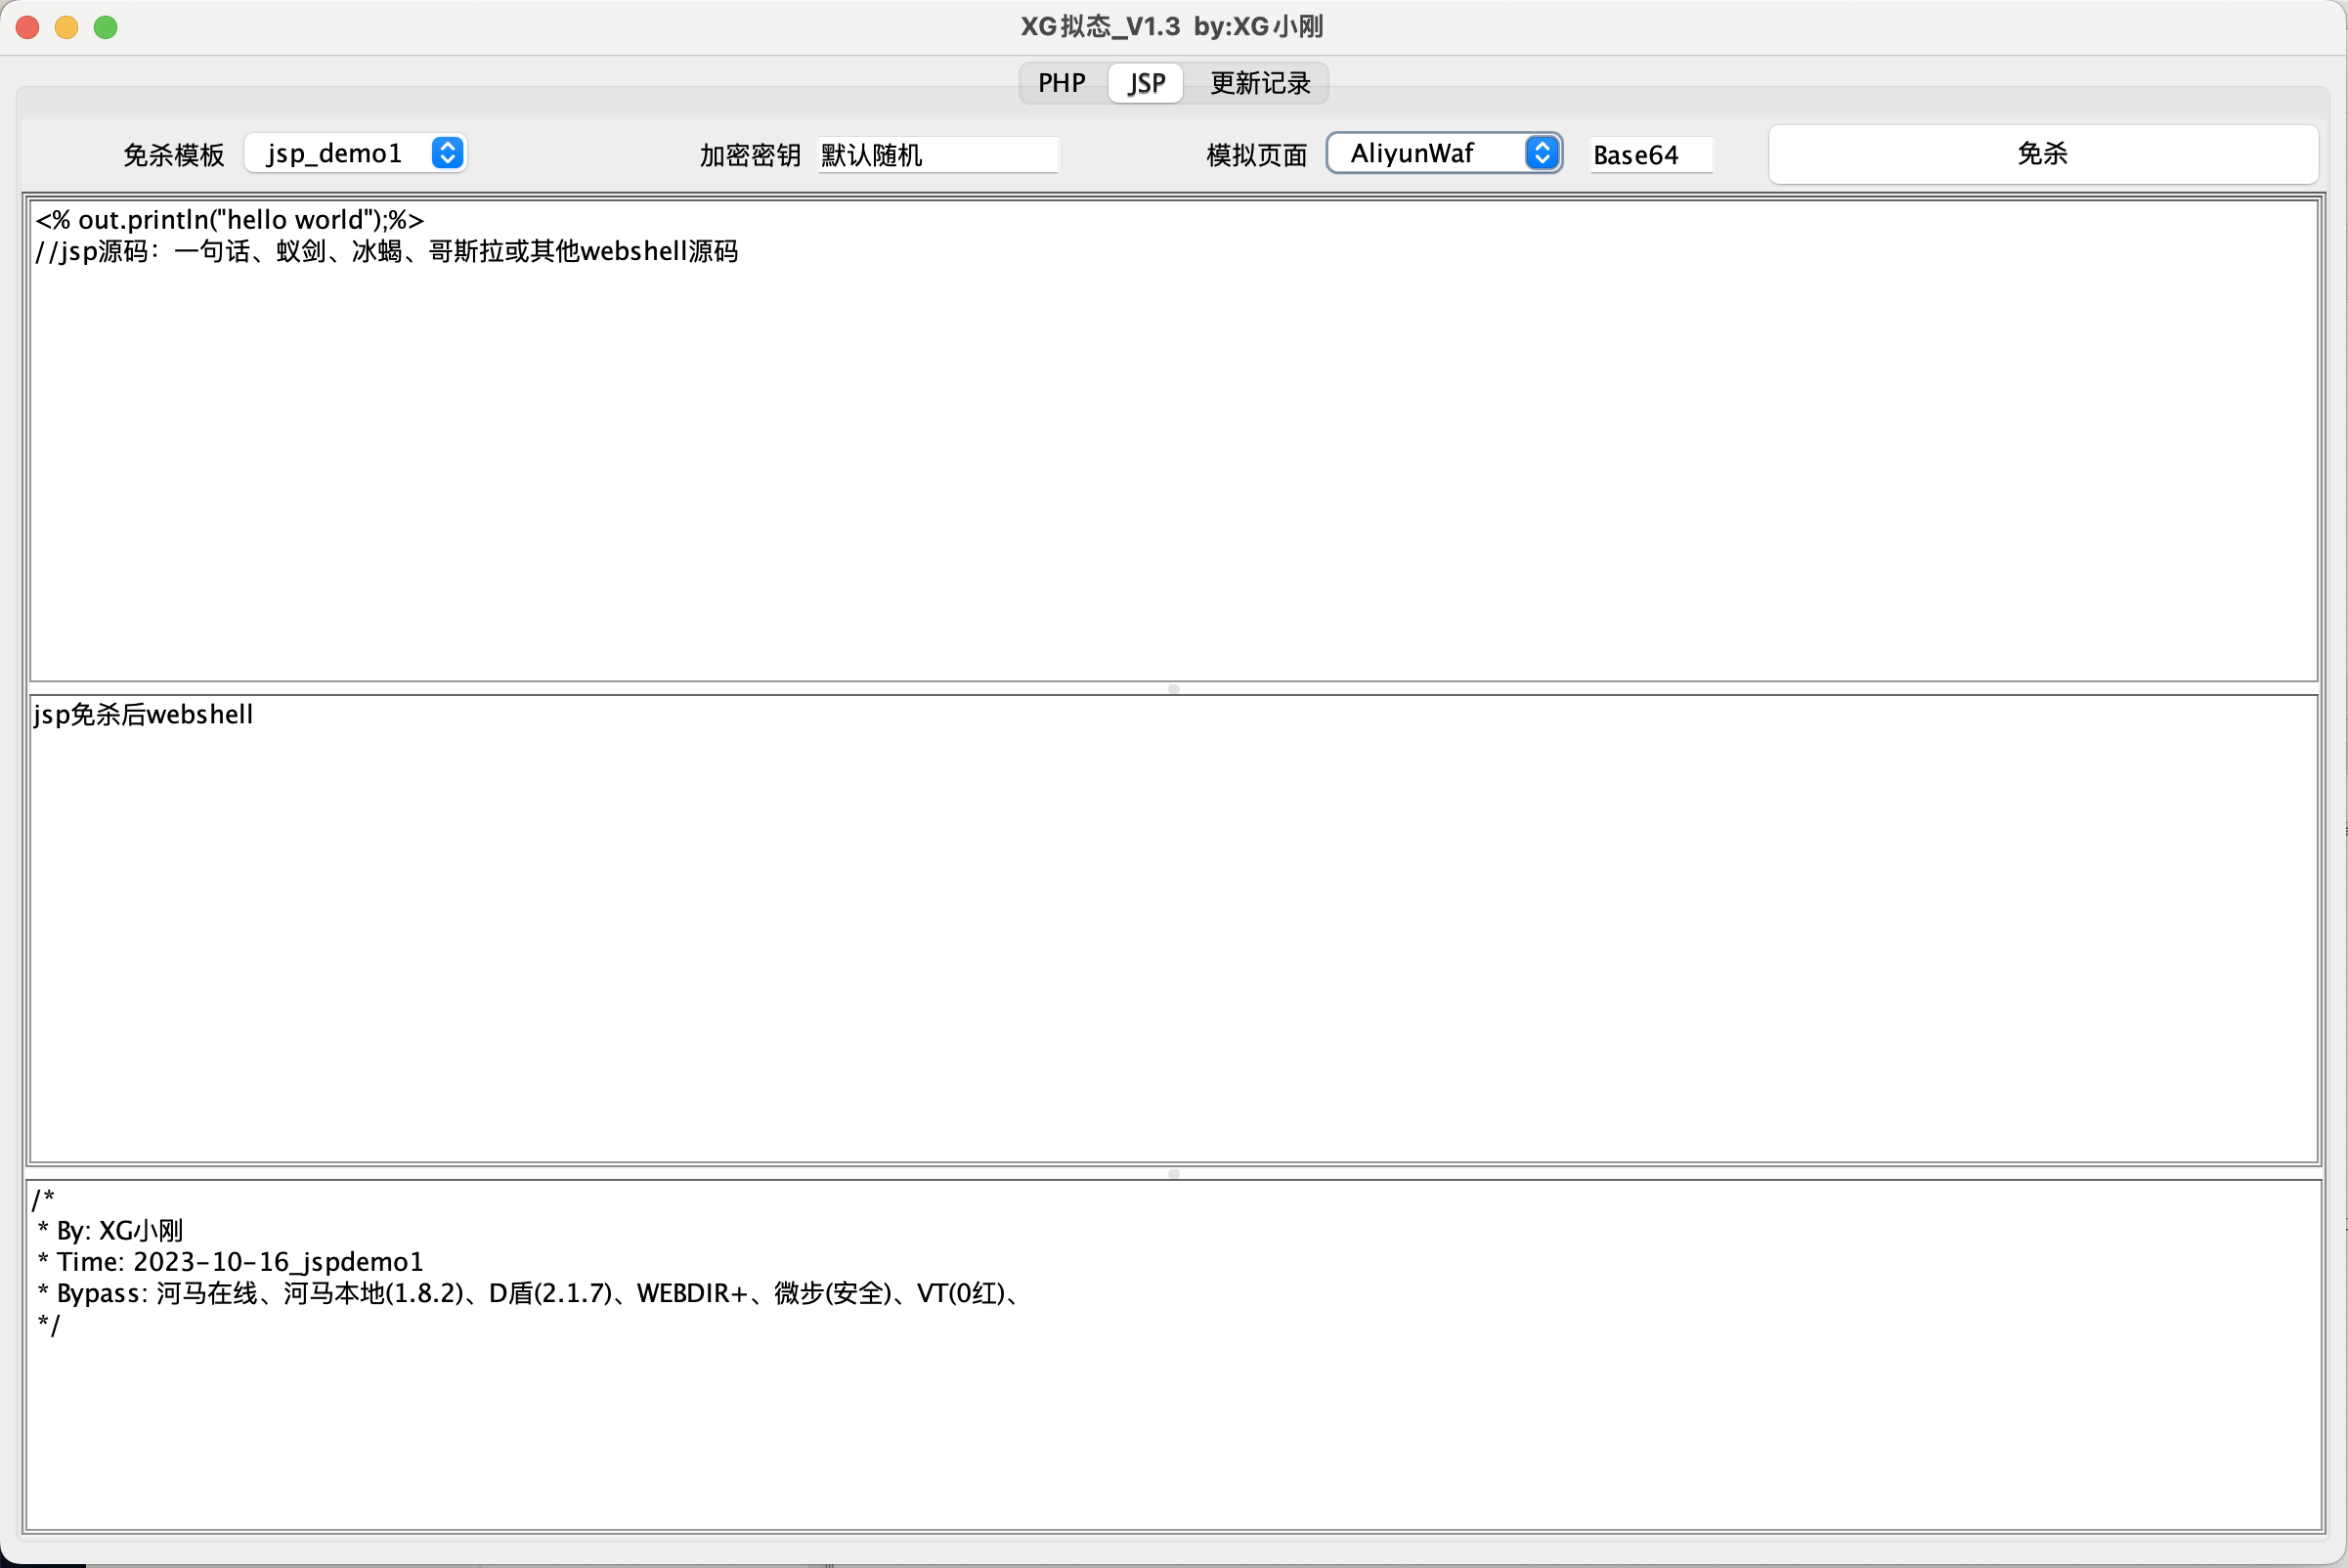 XG拟态_V1.3 by:XG小刚
PHP JSP 更新记录
免杀模板 jsp_demo1 加密密钥 默认随机 模拟页面 AliyunWaf Base64 免杀
<% out.println("hello world");%>
//jsp源码：一句话、蚁剑、冰蝎、哥斯拉或其他webshell源码
jsp免杀后webshell
/*
* By: XG小刚
* Time: 2023-10-16_jspdemo1
* Bypass: 河马在线、河马本地(1.8.2)、D盾(2.1.7)、WEBDIR+、微步(安全)、VT(0红)、
*/